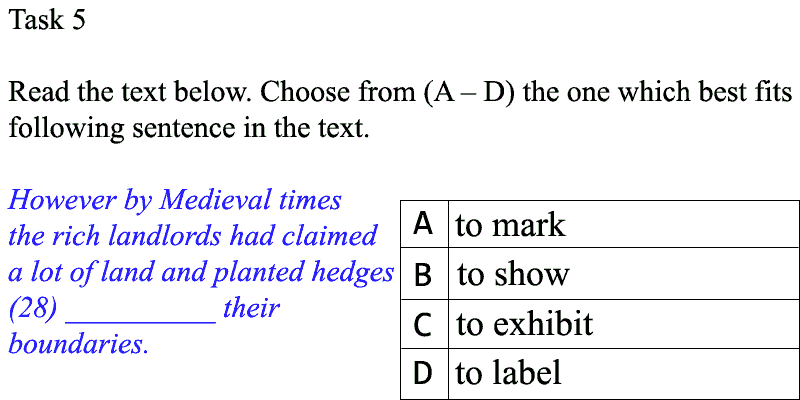 Task 5
Read the text below. Choose from (A – D) the one which best fits
following sentence in the text.
However by Medieval times
the rich landlords had claimed
a lot of land and planted hedges
(28) __________ their
boundaries.
A to mark
B to show
C to exhibit
D to label